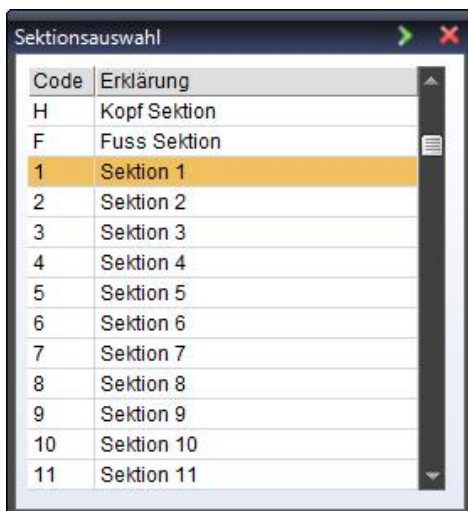 Sektionsauswahl
Code Erklärung
H Kopf Sektion
F Fuss Sektion
1 Sektion 1
2 Sektion 2
3 Sektion 3
4 Sektion 4
5 Sektion 5
6 Sektion 6
7 Sektion 7
8 Sektion 8
9 Sektion 9
10 Sektion 10
11 Sektion 11